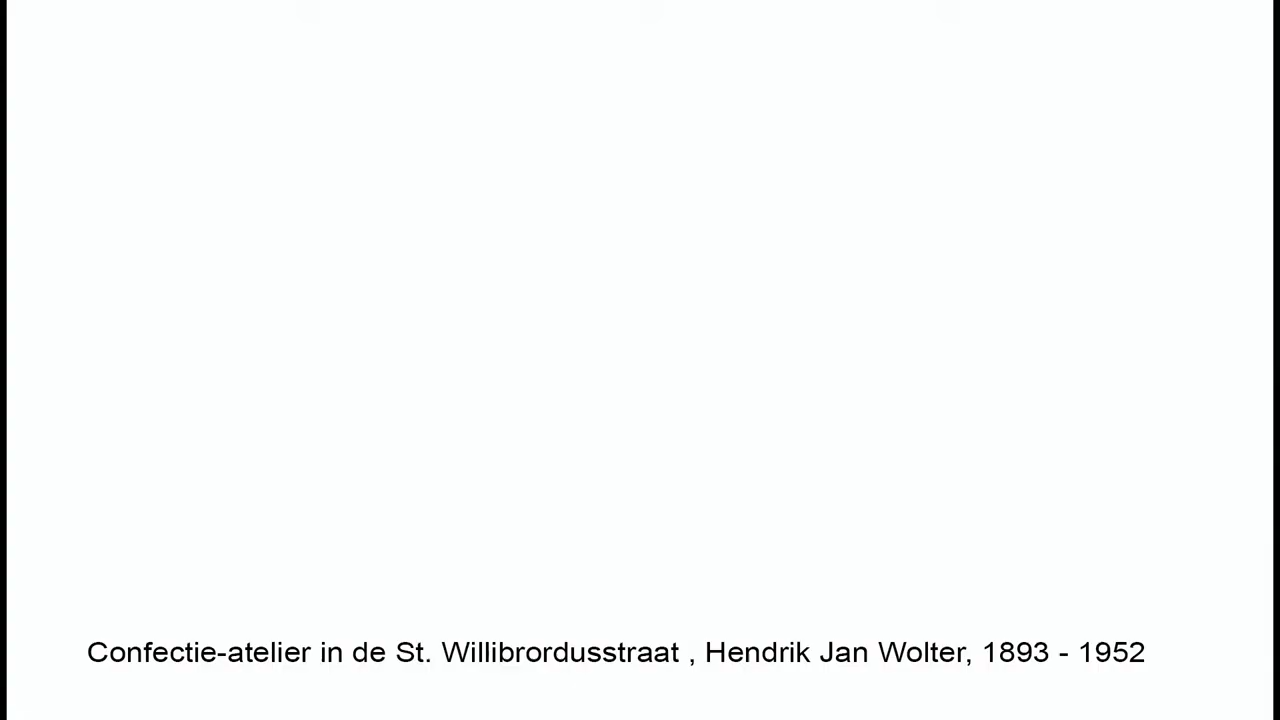 Confectie-atelier in de St. Willibrordusstraat , Hendrik Jan Wolter, 1893 - 1952